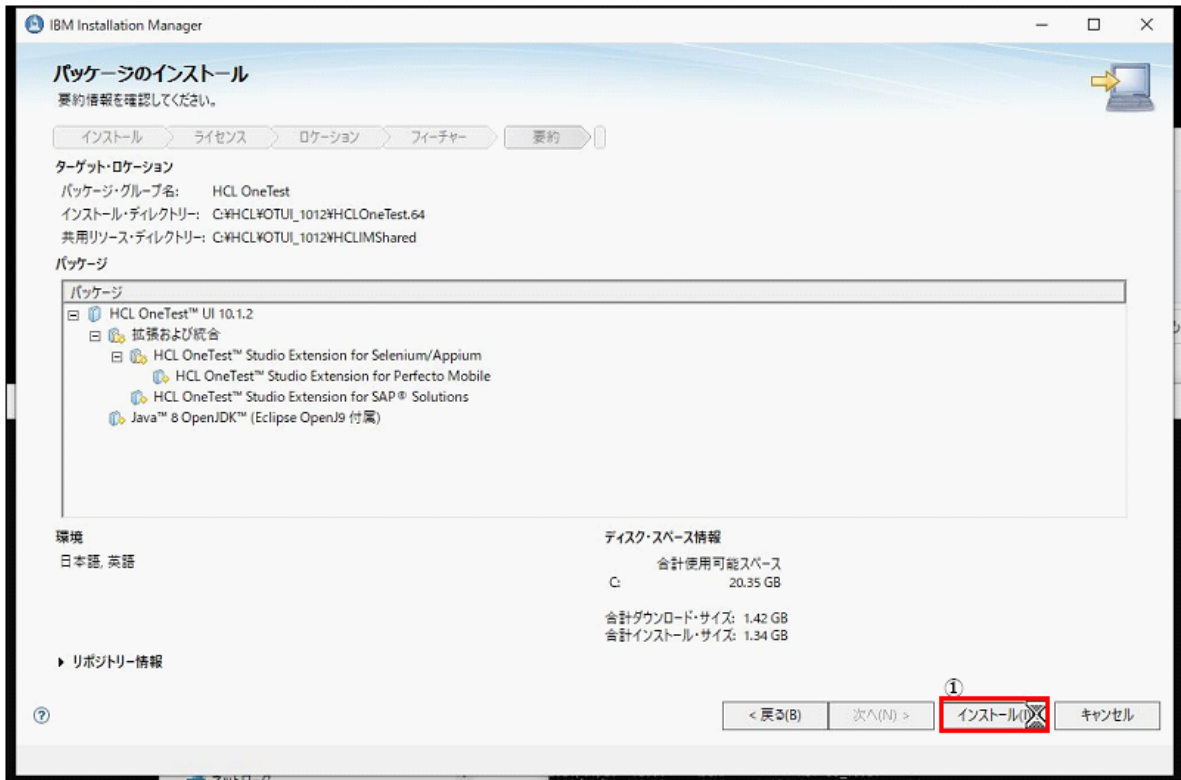 IBM Installation Manager
パッケージのインストール
要約情報を確認してください。
インストール ライセンス ロケーション フィーチャー 要約
ターゲット・ロケーション
パッケージ・グループ名: HCL OneTest
インストール・ディレクトリー: C:¥HCL¥OTUI_1012¥HCLOneTest.64
共用リソース・ディレクトリー: C:¥HCL¥OTUI_1012¥HCLIMShared
パッケージ
パッケージ
HCL OneTest™ UI 10.1.2
拡張および統合
HCL OneTest™ Studio Extension for Selenium/Appium
HCL OneTest™ Studio Extension for Perfecto Mobile
HCL OneTest™ Studio Extension for SAP® Solutions
Java™ 8 OpenJDK™ (Eclipse OpenJ9 付属)
環境
日本語, 英語
ディスク・スペース情報
合計使用可能スペース
C: 20.35 GB
合計ダウンロード・サイズ: 1.42 GB
合計インストール・サイズ: 1.34 GB
リポジトリー情報
①
< 戻る(B) 次へ(N) > インストール(I) キャンセル